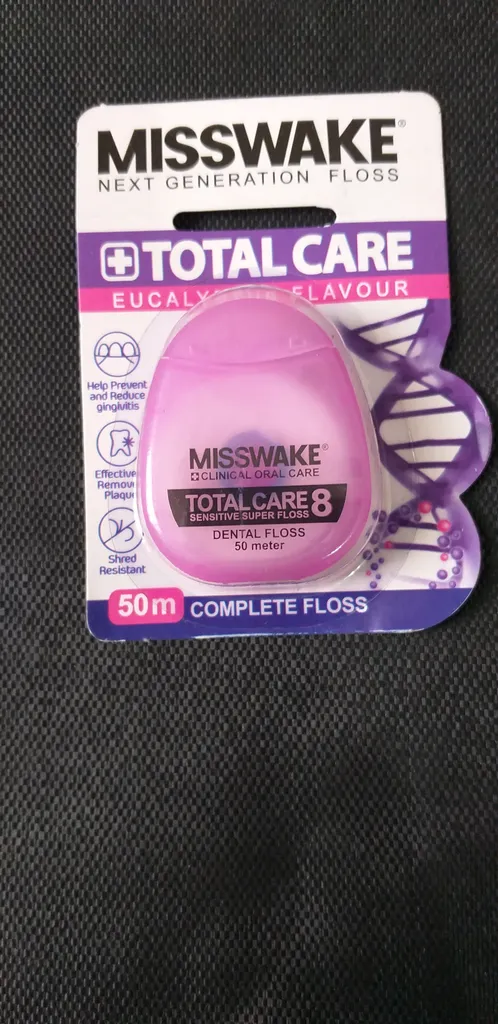 MISSWAKE®
NEXT GENERATION FLOSS
TOTAL CARE
FLAVOUR
Help Prevent
and Reduce
gingivitis
Effective
Remove
Plaque
Shred
Resistant
MISSWAKE®
CLINICAL ORAL CARE
TOTAL CARE 8
SENSITIVE SUPER FLOSS
DENTAL FLOSS
50 meter
50m COMPLETE FLOSS